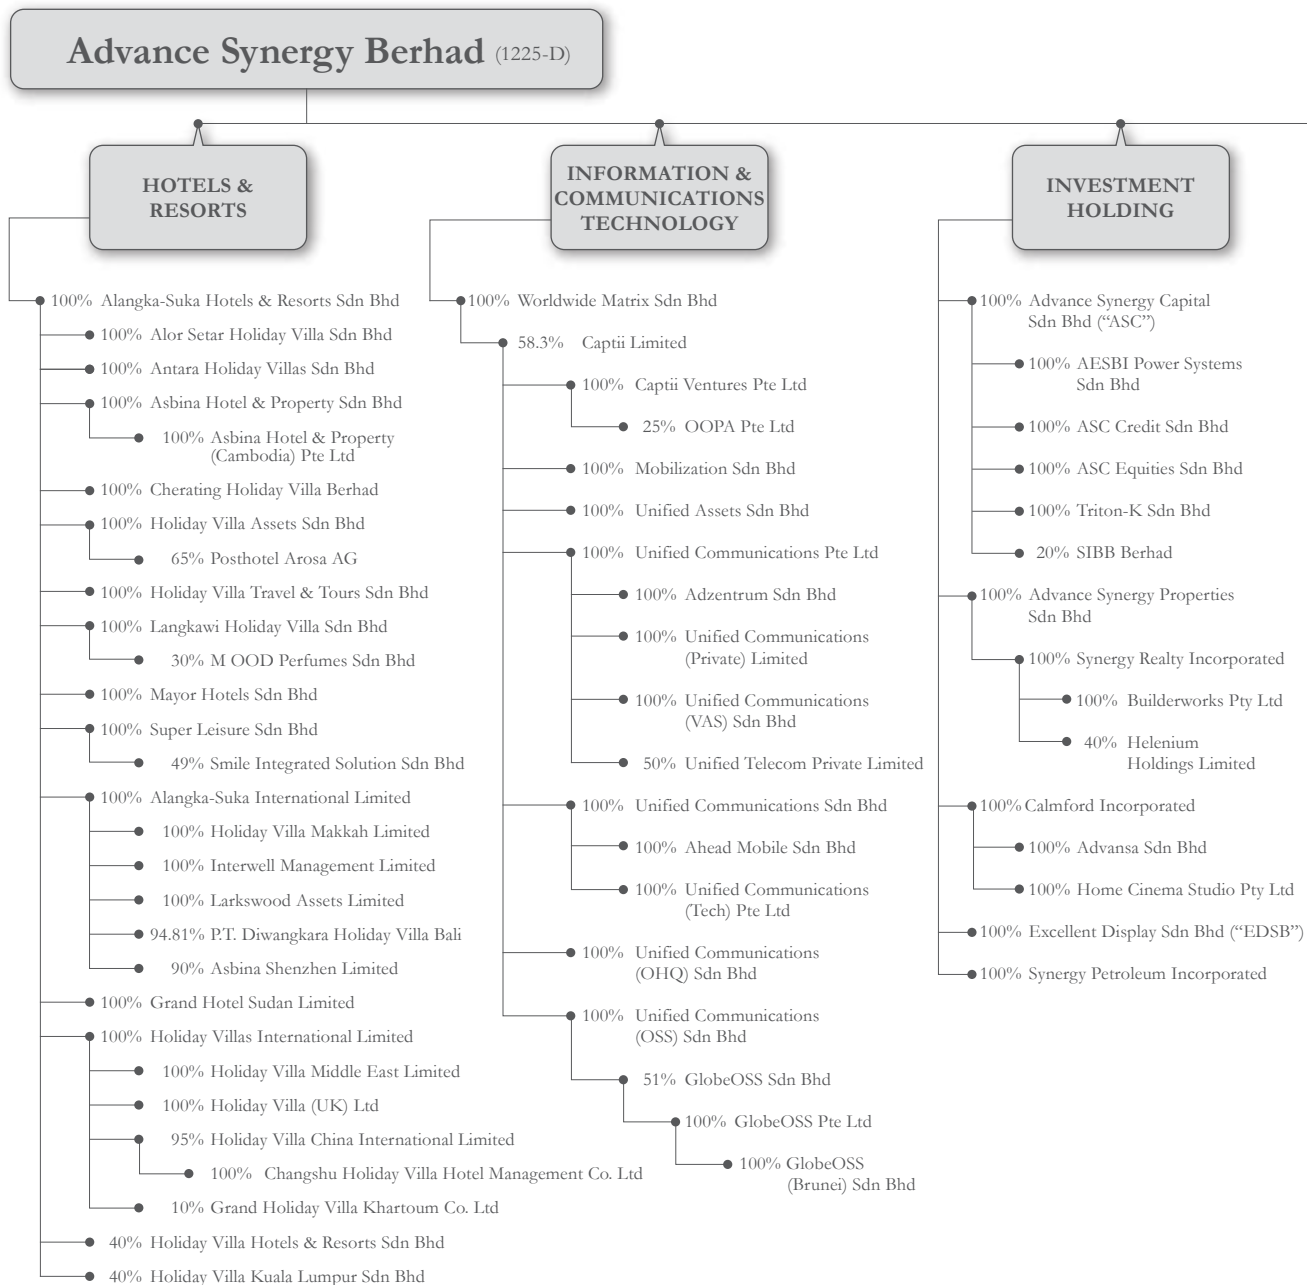 Advance Synergy Berhad (1225-D)
HOTELS &
RESORTS
100% Alangka-Suka Hotels & Resorts Sdn Bhd
100% Alor Setar Holiday Villa Sdn Bhd
100% Antara Holiday Villas Sdn Bhd
100% Asbina Hotel & Property Sdn Bhd
100% Asbina Hotel & Property
(Cambodia) Pte Ltd
100% Cherating Holiday Villa Berhad
100% Holiday Villa Assets Sdn Bhd
65% Posthotel Arosa AG
100% Holiday Villa Travel & Tours Sdn Bhd
100% Langkawi Holiday Villa Sdn Bhd
30% M OOD Perfumes Sdn Bhd
100% Mayor Hotels Sdn Bhd
100% Super Leisure Sdn Bhd
49% Smile Integrated Solution Sdn Bhd
100% Alangka-Suka International Limited
100% Holiday Villa Makkah Limited
100% Interwell Management Limited
100% Larkswood Assets Limited
94.81% P.T. Diwangkara Holiday Villa Bali
90% Asbina Shenzhen Limited
100% Grand Hotel Sudan Limited
100% Holiday Villas International Limited
100% Holiday Villa Middle East Limited
100% Holiday Villa (UK) Ltd
95% Holiday Villa China International Limited
100% Changshu Holiday Villa Hotel Management Co. Ltd
10% Grand Holiday Villa Khartoum Co. Ltd
40% Holiday Villa Hotels & Resorts Sdn Bhd
40% Holiday Villa Kuala Lumpur Sdn Bhd
INFORMATION &
COMMUNICATIONS
TECHNOLOGY
100% Worldwide Matrix Sdn Bhd
58.3% Captii Limited
100% Captii Ventures Pte Ltd
25% OOPA Pte Ltd
100% Mobilization Sdn Bhd
100% Unified Assets Sdn Bhd
100% Unified Communications Pte Ltd
100% Adzentrum Sdn Bhd
100% Unified Communications
(Private) Limited
100% Unified Communications
(VAS) Sdn Bhd
50% Unified Telecom Private Limited
100% Unified Communications Sdn Bhd
100% Ahead Mobile Sdn Bhd
100% Unified Communications
(Tech) Pte Ltd
100% Unified Communications
(OHQ) Sdn Bhd
100% Unified Communications
(OSS) Sdn Bhd
51% GlobeOSS Sdn Bhd
100% GlobeOSS Pte Ltd
100% GlobeOSS
(Brunei) Sdn Bhd
INVESTMENT
HOLDING
100% Advance Synergy Capital
Sdn Bhd (“ASC”)
100% AESBI Power Systems
Sdn Bhd
100% ASC Credit Sdn Bhd
100% ASC Equities Sdn Bhd
100% Triton-K Sdn Bhd
20% SIBB Berhad
100% Advance Synergy Properties
Sdn Bhd
100% Synergy Realty Incorporated
100% Builderworks Pty Ltd
40% Helenium
Holdings Limited
100% Calmford Incorporated
100% Advansa Sdn Bhd
100% Home Cinema Studio Pty Ltd
100% Excellent Display Sdn Bhd (“EDSB”)
100% Synergy Petroleum Incorporated